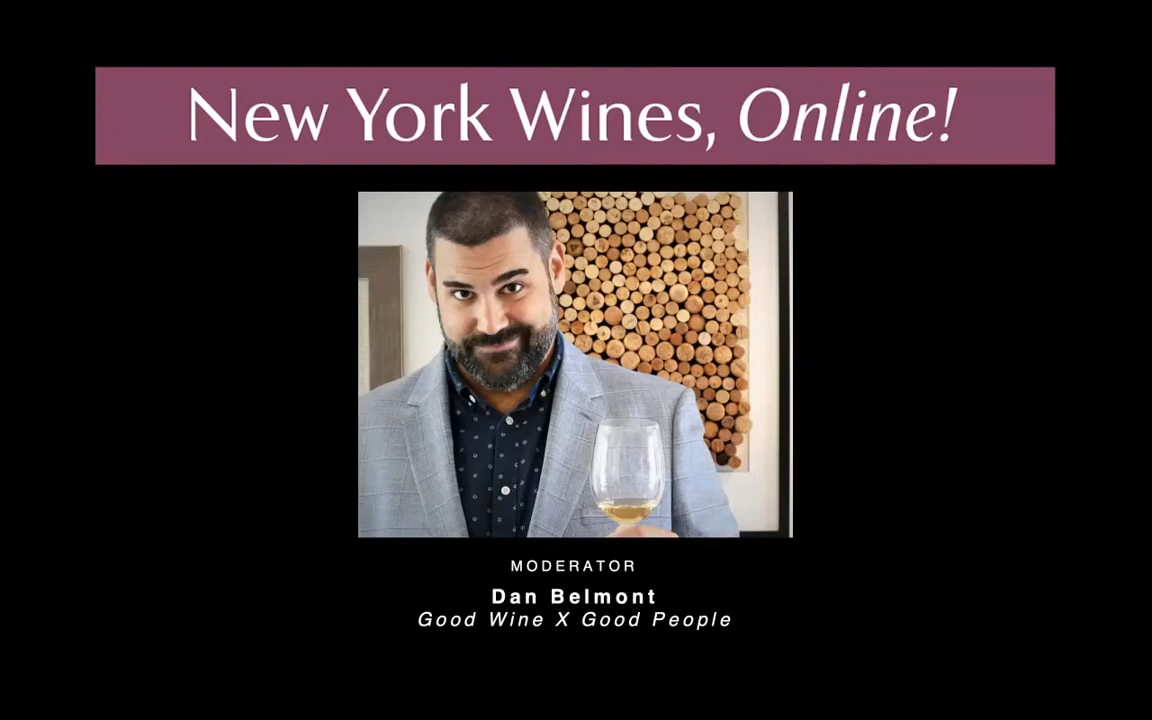 New York Wines, Online!
MODERATOR
Dan Belmont
Good Wine X Good People